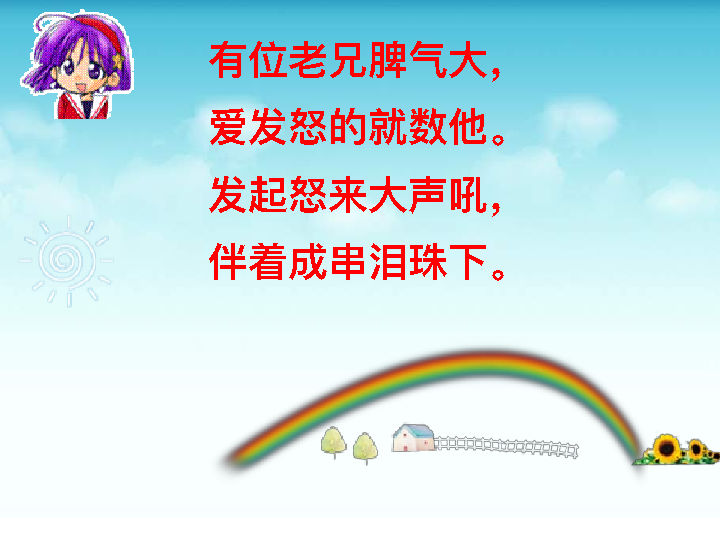 有位老兄脾气大，
爱发怒的就数他。
发起怒来大声吼，
伴着成串泪珠下。